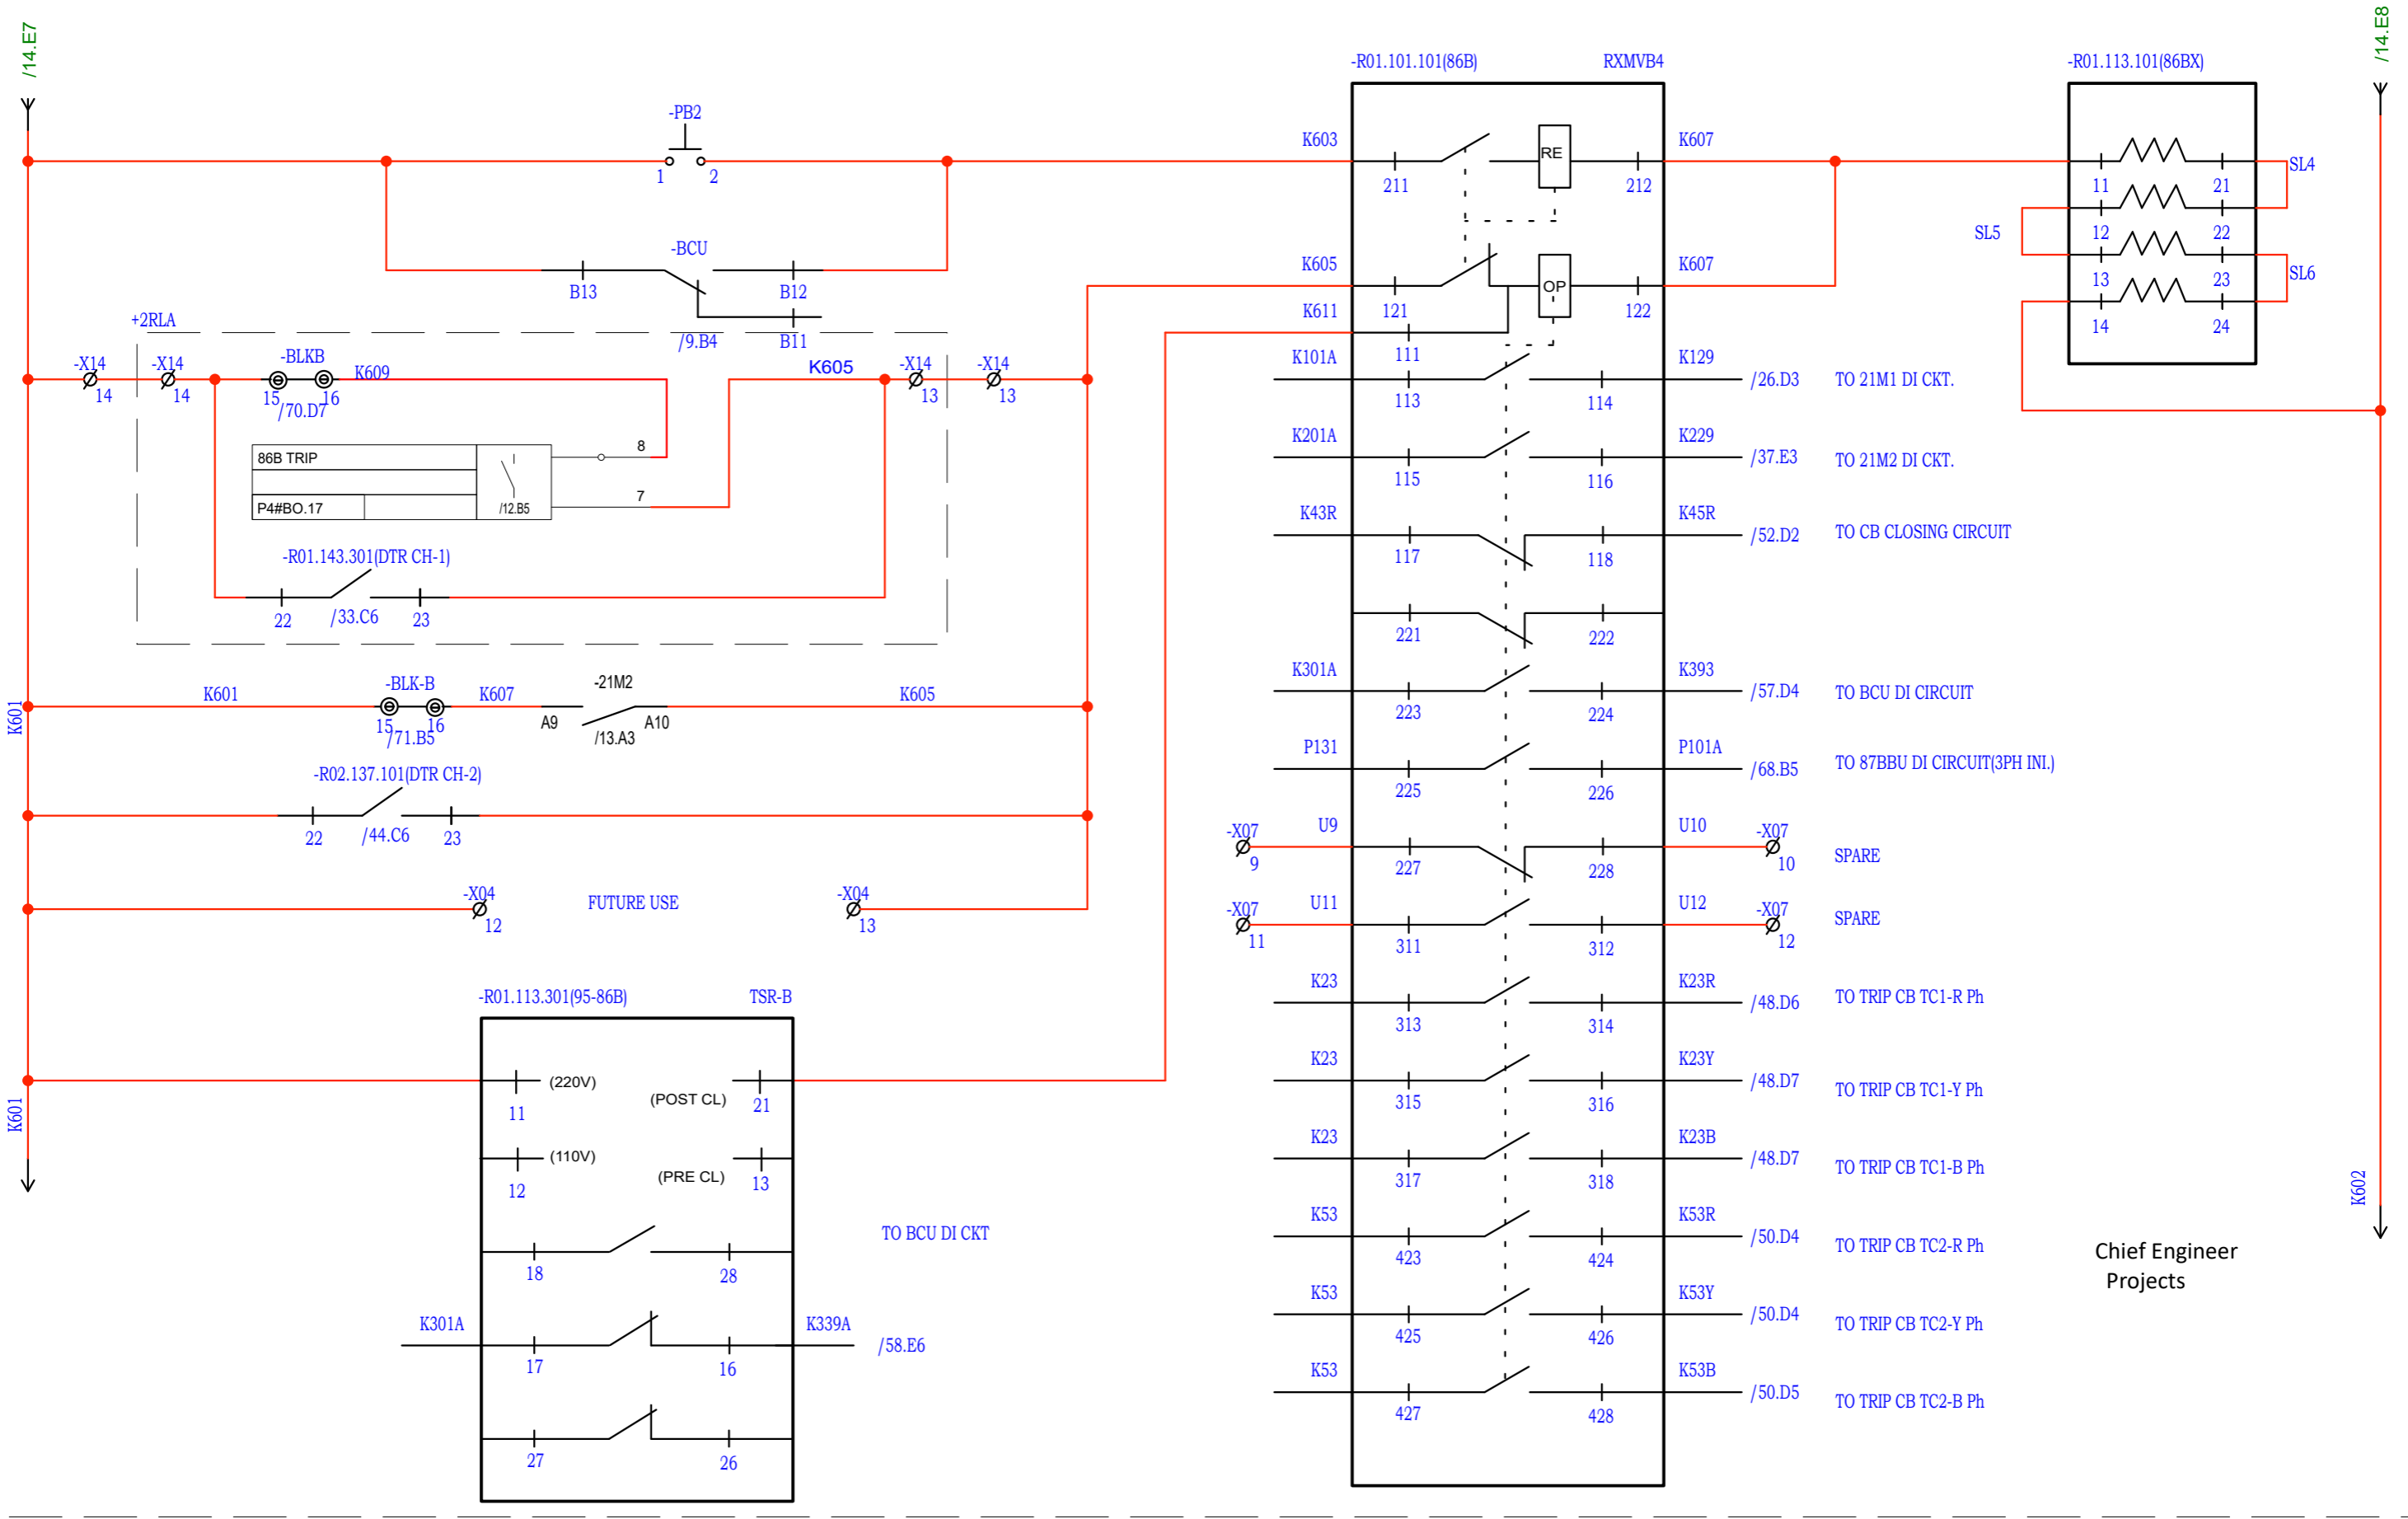 /14.E7
/14.E8
-R01.101.101(86B) RXMVB4
-R01.113.101(86BX)
-PB2
1 2
K603
211
RE
212
K607
11 21
SL4
12 22
SL5
13 23
SL6
14 24
-BCU
B13 B12
B11
/9.B4
K605
121
OP
122
K607
K611
111
+2RLA
-X14
14
-X14
14
-BLKB
15 16
/70.D7
K609
K605
-X14
13
-X14
13
86B TRIP
P4#BO.17
/12.B5
8
7
-R01.143.301(DTR CH-1)
22 /33.C6 23
K101A 113 114 K129 /26.D3 TO 21M1 DI CKT.
K201A 115 116 K229 /37.E3 TO 21M2 DI CKT.
K43R 117 118 K45R /52.D2 TO CB CLOSING CIRCUIT
221 222
K301A 223 224 K393 /57.D4 TO BCU DI CIRCUIT
P131 225 226 P101A /68.B5 TO 87BBU DI CIRCUIT(3PH INI.)
-X07 9 U9 227 228 U10 -X07 10 SPARE
-X07 11 U11 311 312 U12 -X07 12 SPARE
K23 313 314 K23R /48.D6 TO TRIP CB TC1-R Ph
K23 315 316 K23Y /48.D7 TO TRIP CB TC1-Y Ph
K23 317 318 K23B /48.D7 TO TRIP CB TC1-B Ph
K53 423 424 K53R /50.D4 TO TRIP CB TC2-R Ph
K53 425 426 K53Y /50.D4 TO TRIP CB TC2-Y Ph
K53 427 428 K53B /50.D5 TO TRIP CB TC2-B Ph
K601
K601
-BLK-B
15 16
/71.B5
K607
-21M2
A9 A10
/13.A3
K605
-R02.137.101(DTR CH-2)
22 /44.C6 23
-X04
12
FUTURE USE
-X04
13
-R01.113.301(95-86B) TSR-B
11 (220V) (POST CL) 21
12 (110V) (PRE CL) 13
18 28
TO BCU DI CKT
K301A 17 16 K339A /58.E6
27 26
K601
K602
Chief Engineer
Projects